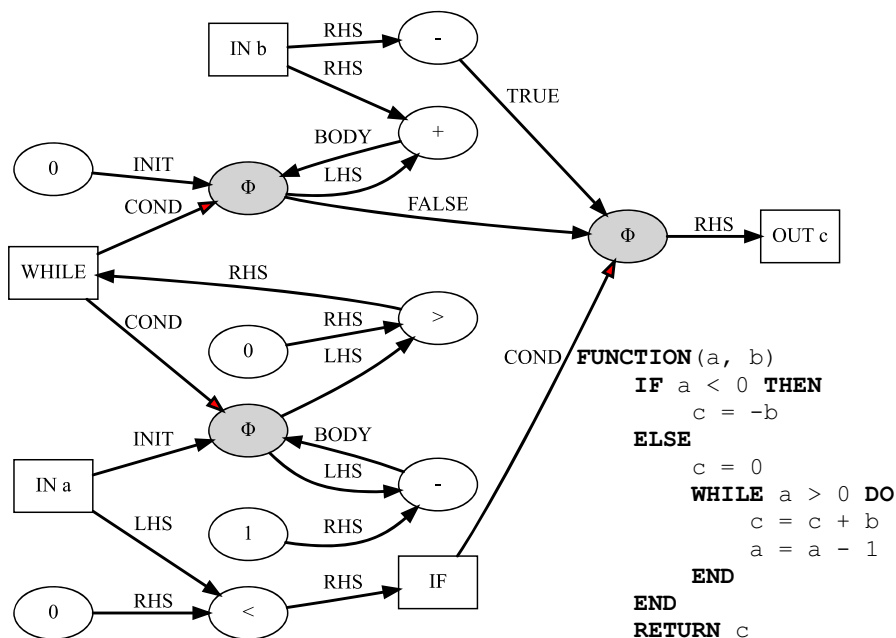 IN b
RHS
-
RHS
TRUE
+
BODY
0
INIT
Φ
LHS
COND
FALSE
Φ
RHS
OUT c
WHILE
RHS
COND
RHS
>
0
LHS
COND
Φ
INIT
BODY
LHS
IN a
-
LHS
1
RHS
0
RHS
<
RHS
IF
FUNCTION(a, b)
IF a < 0 THEN
c = -b
ELSE
c = 0
WHILE a > 0 DO
c = c + b
a = a - 1
END
END
RETURN c